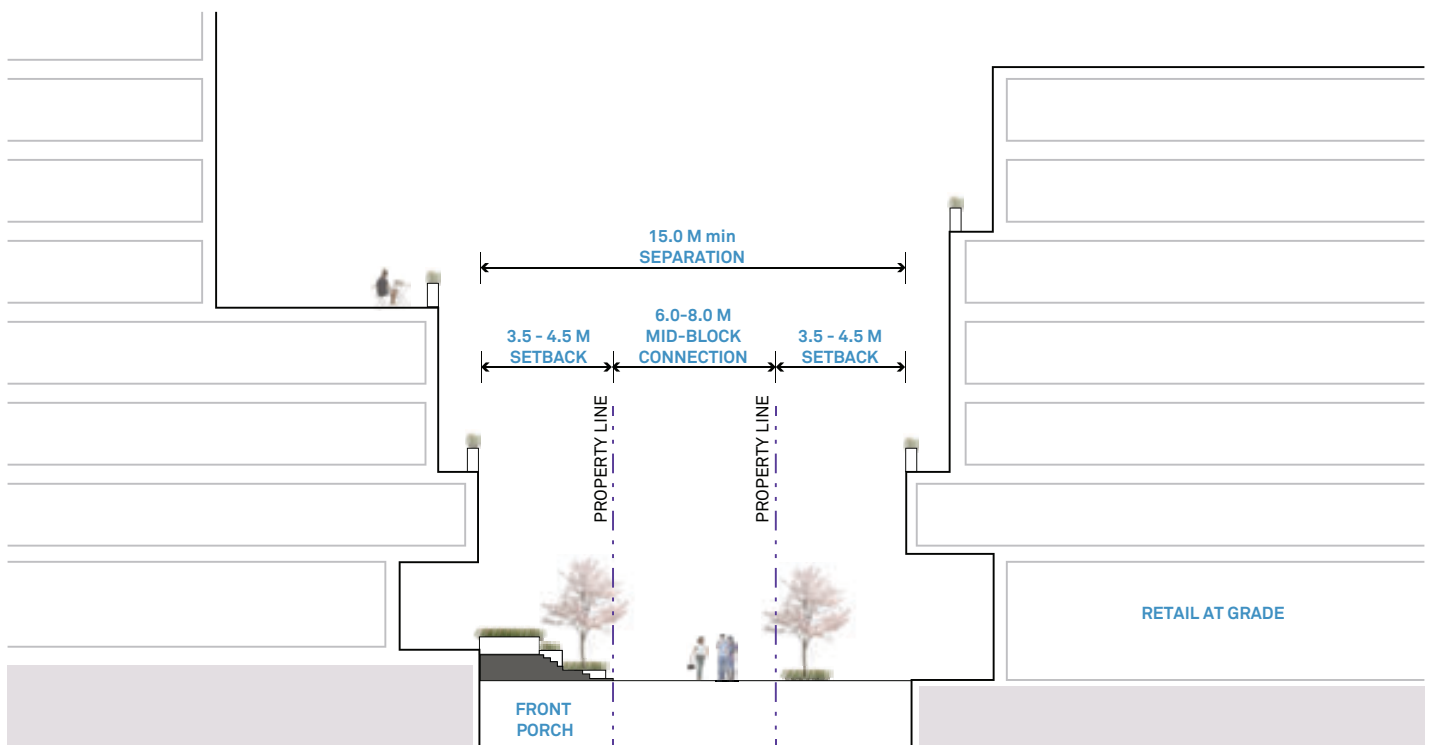 15.0 M min
SEPARATION
3.5 - 4.5 M
SETBACK
6.0-8.0 M
MID-BLOCK
CONNECTION
3.5 - 4.5 M
SETBACK
PROPERTY LINE
PROPERTY LINE
RETAIL AT GRADE
FRONT
PORCH